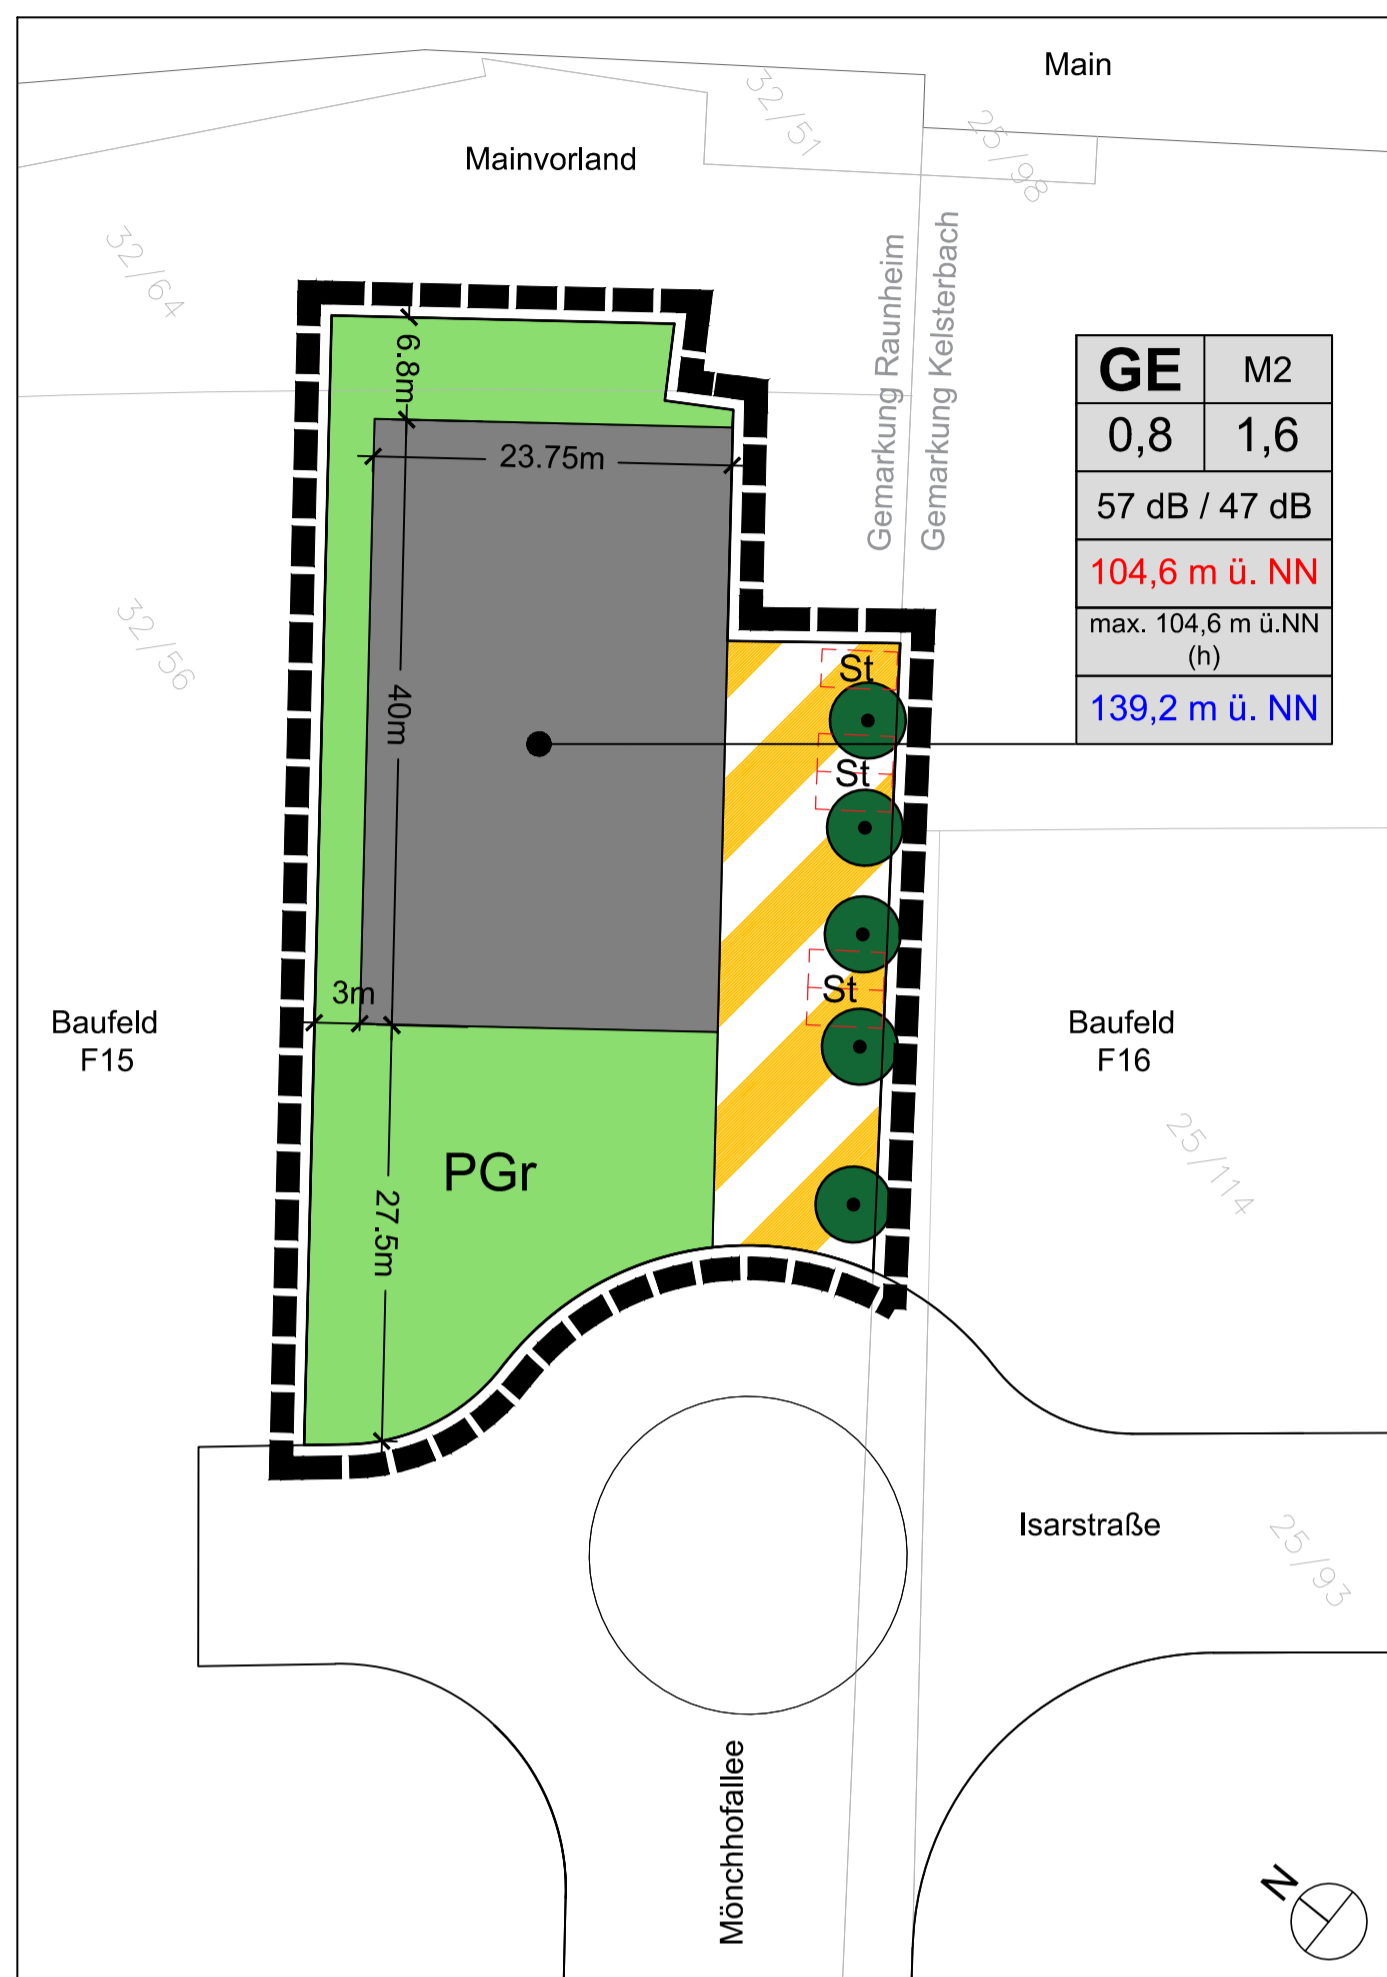 Main
32/51
25/98
Mainvorland
32/64
Gemarkung Raunheim
Gemarkung Kelsterbach
6.8m
GE M2
0,8 1,6
57 dB / 47 dB
104,6 m ü. NN
max. 104,6 m ü.NN
(h)
139,2 m ü. NN
23.75m
32/56
St
40m
St
St
3m
Baufeld
F15
Baufeld
F16
PGr
25/114
27.5m
Isarstraße
25/93
Mönchhofallee
N